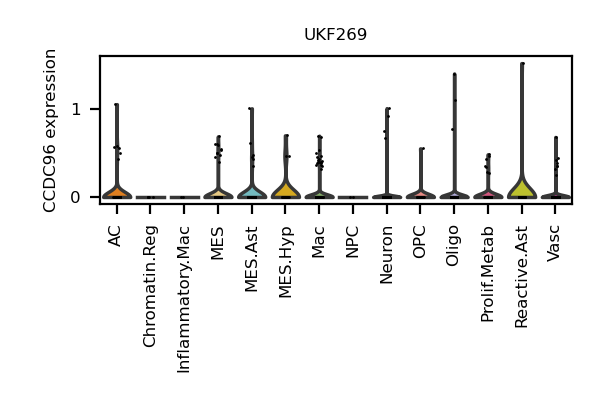 UKF269
CCDC96 expression
1
0
AC
Chromatin.Reg
Inflammatory.Mac
MES
MES.Ast
MES.Hyp
Mac
NPC
Neuron
OPC
Oligo
Prolif.Metab
Reactive.Ast
Vasc